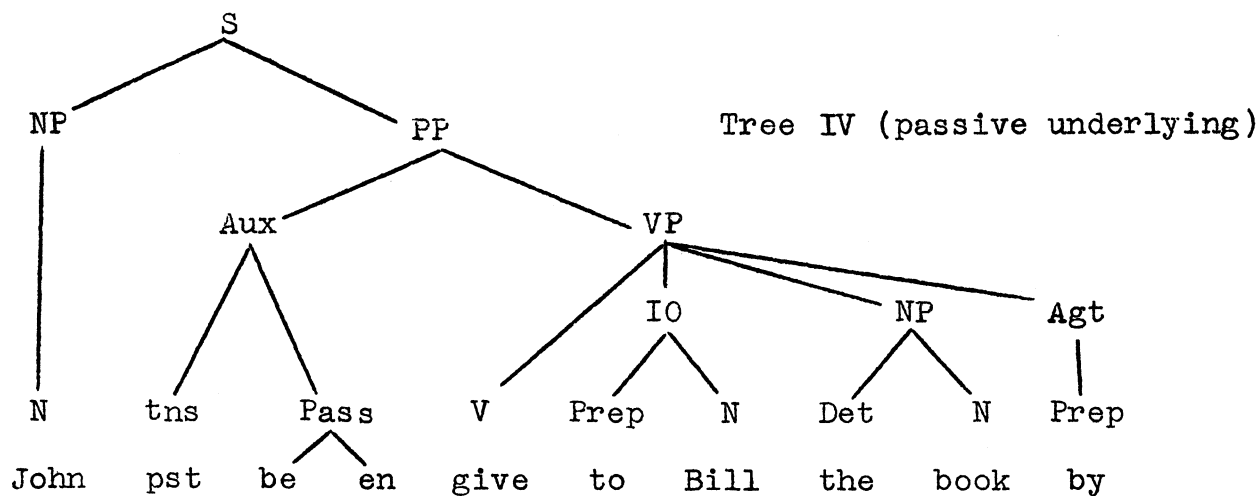 S
NP PP Tree IV (passive underlying)
Aux VP
IO NP Agt
N tns Pass V Prep N Det N Prep
John pst be en give to Bill the book by